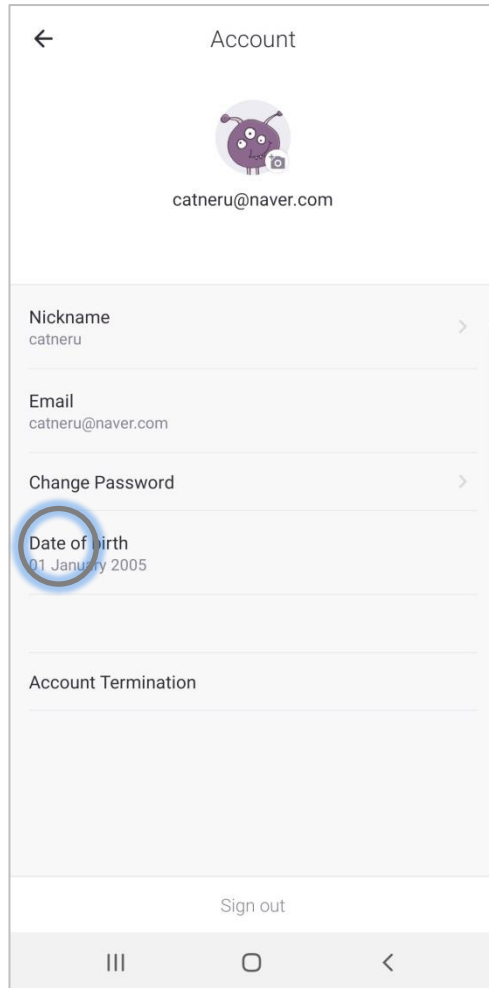 Account
catneru@naver.com
Nickname
catneru
Email
catneru@naver.com
Change Password
Date of birth
01 January 2005
Account Termination
Sign out